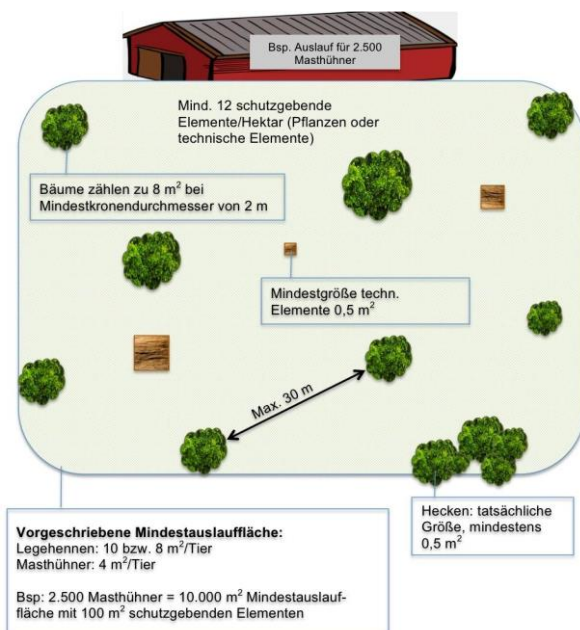 Bsp. Auslauf für 2.500
Masthühner
Mind. 12 schutzgebende
Elemente/Hektar (Pflanzen oder
technische Elemente)
Bäume zählen zu 8 m² bei
Mindestkronendurchmesser von 2 m
Mindestgröße techn.
Elemente 0,5 m²
Max. 30 m
Hecken: tatsächliche
Größe, mindestens
0,5 m²
Vorgeschriebene Mindestauslauffläche:
Legehennen: 10 bzw. 8 m²/Tier
Masthühner: 4 m²/Tier
Bsp: 2.500 Masthühner = 10.000 m² Mindestauslauf-
fläche mit 100 m² schutzgebenden Elementen